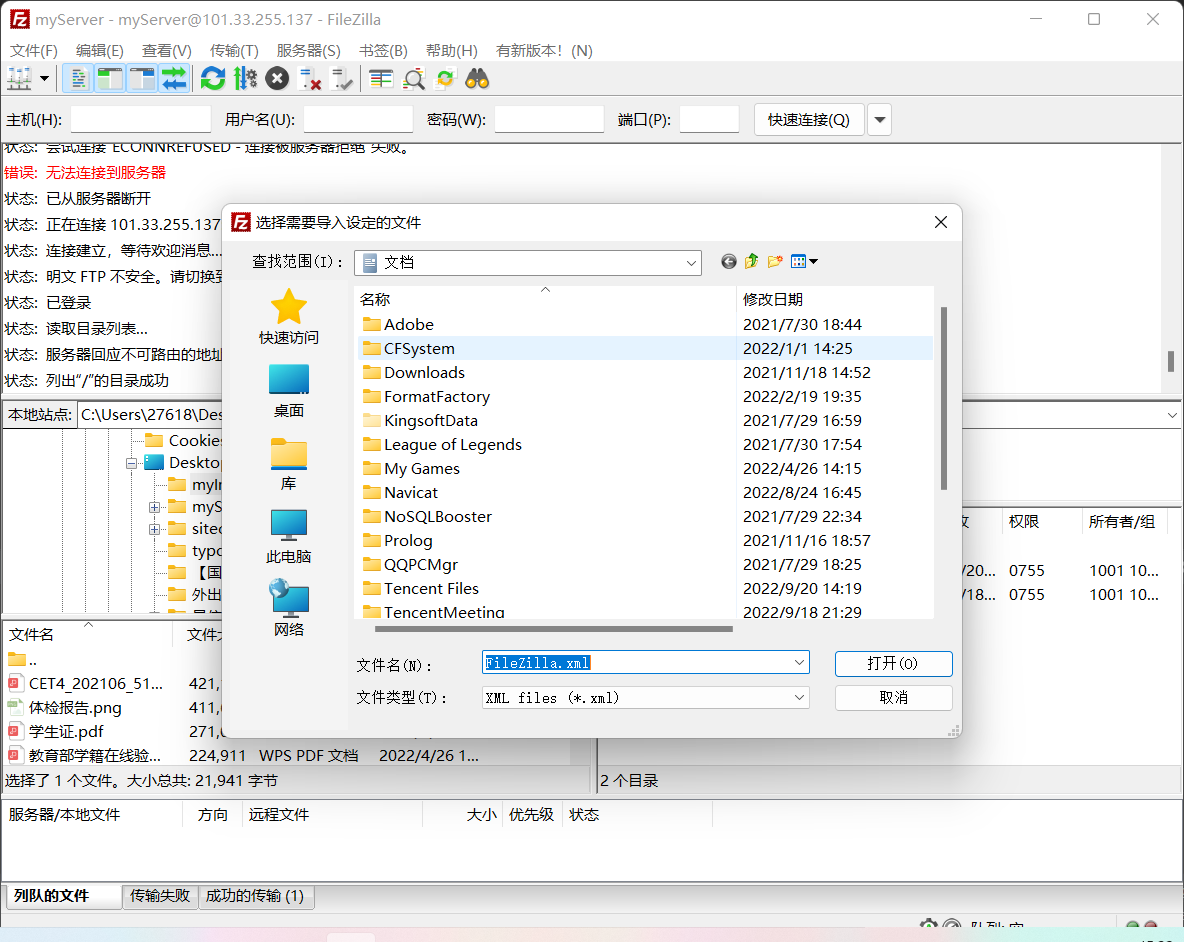 myServer - myServer@101.33.255.137 - FileZilla
文件(F) 编辑(E) 查看(V) 传输(T) 服务器(S) 书签(B) 帮助(H) 有新版本！(N)
主机(H): 用户名(U): 密码(W): 端口(P): 快速连接(Q)
状态: 尝试连接"ECONNREFUSED - 连接被服务器拒绝"失败。
错误: 无法连接到服务器
状态: 已从服务器断开
状态: 正在连接 101.33.255.137
状态: 连接建立，等待欢迎消息...
状态: 明文 FTP 不安全。请切换到
状态: 已登录
状态: 读取目录列表...
状态: 服务器回应不可路由的地址
状态: 列出“/”的目录成功
本地站点: C:\Users\27618\Des
Cookies
Desktop
myI
myS
site
typo
【国
外出
文件名 文件大
..
CET4_202106_51... 421,
体检报告.png 411,
学生证.pdf 271,
教育部学籍在线验... 224,911 WPS PDF 文档 2022/4/26 1...
选择了 1 个文件。大小总共: 21,941 字节
选择需要导入设定的文件
查找范围(I): 文档
快速访问
桌面
库
此电脑
网络
名称 修改日期
Adobe 2021/7/30 18:44
CFSystem 2022/1/1 14:25
Downloads 2021/11/18 14:52
FormatFactory 2022/2/19 19:35
KingsoftData 2021/7/29 16:59
League of Legends 2021/7/30 17:54
My Games 2022/4/26 14:15
Navicat 2022/8/24 16:45
NoSQLBooster 2021/7/29 22:34
Prolog 2021/11/16 18:57
QQPCMgr 2021/7/29 18:25
Tencent Files 2022/9/20 14:19
TencentMeeting 2022/9/18 21:29
文件名(N): FileZilla.xml 打开(O)
文件类型(T): XML files (*.xml) 取消
权限 所有者/组
/20... 0755 1001 10...
/18... 0755 1001 10...
2 个目录
服务器/本地文件 方向 远程文件 大小 优先级 状态
列队的文件 传输失败 成功的传输 (1)
队列: 空